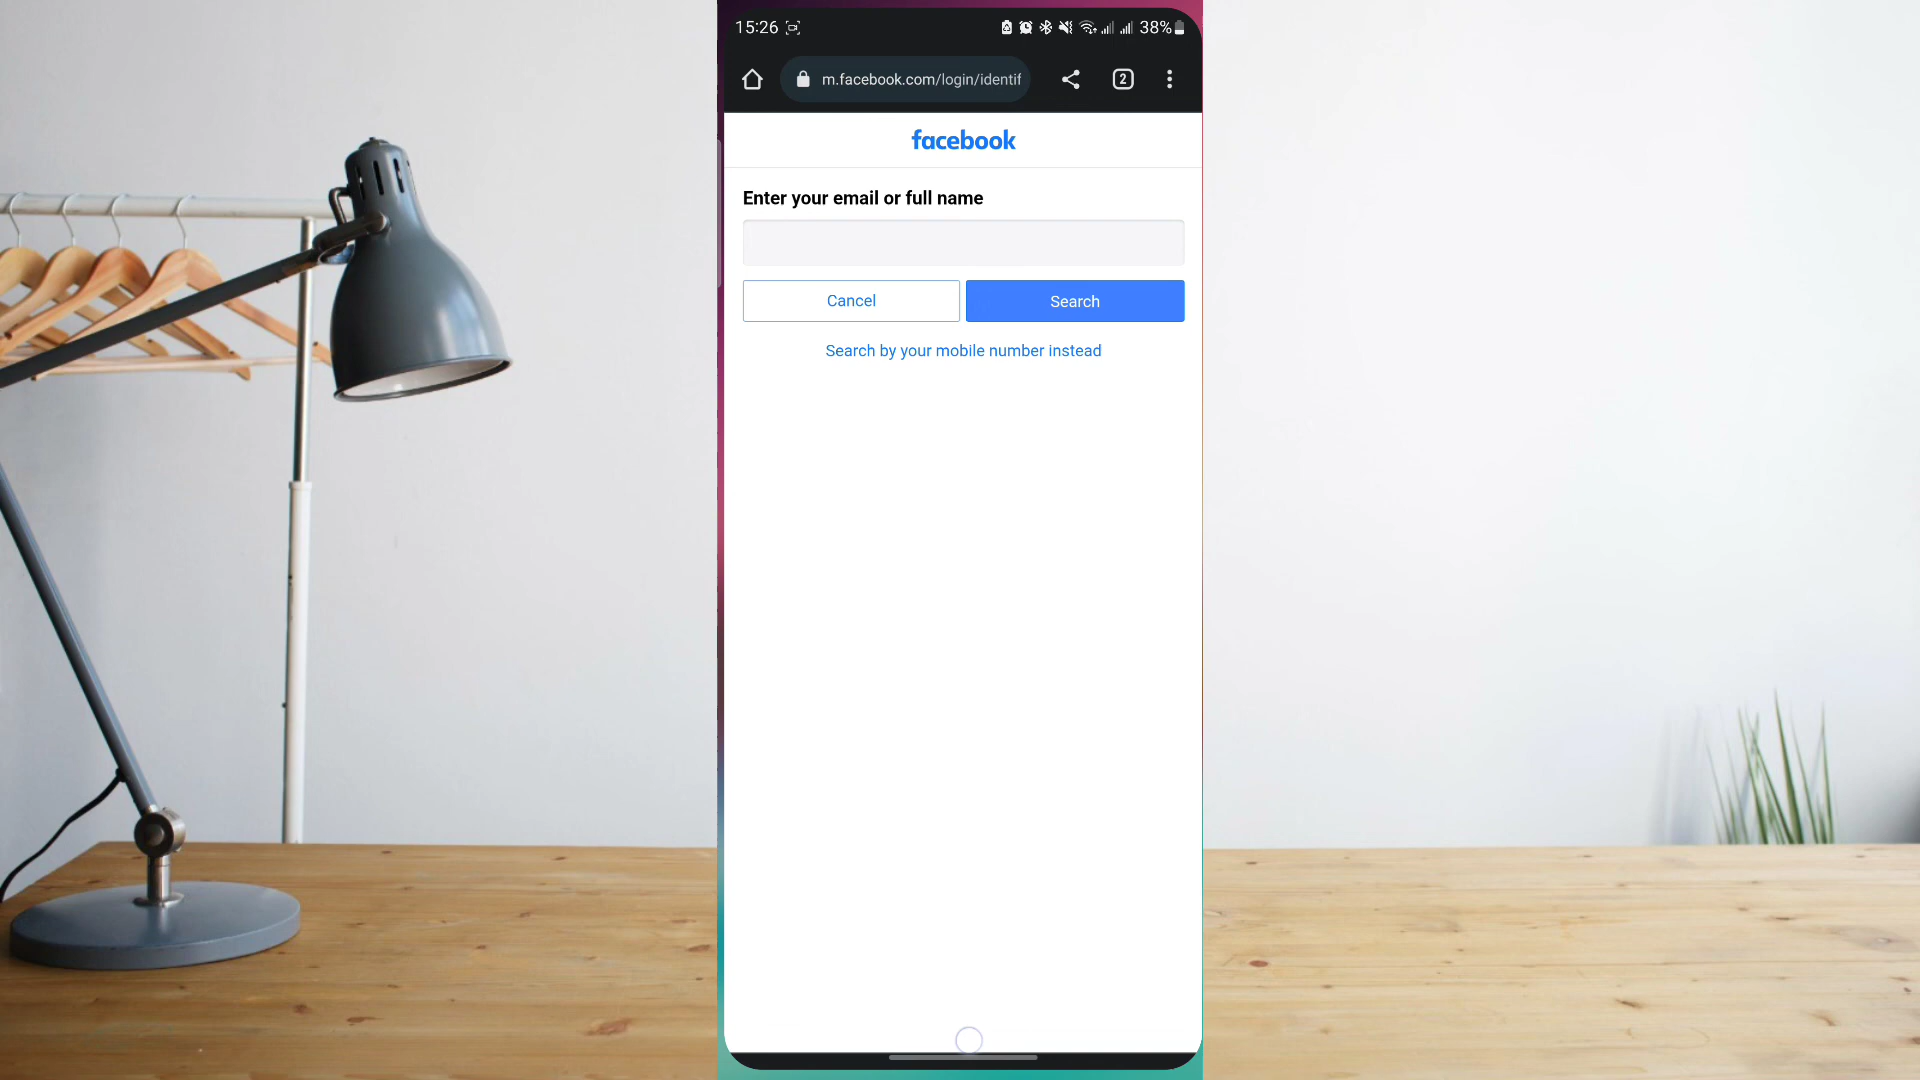 15:26 38%
m.facebook.com/login/identif 2
facebook
Enter your email or full name
Cancel Search
Search by your mobile number instead